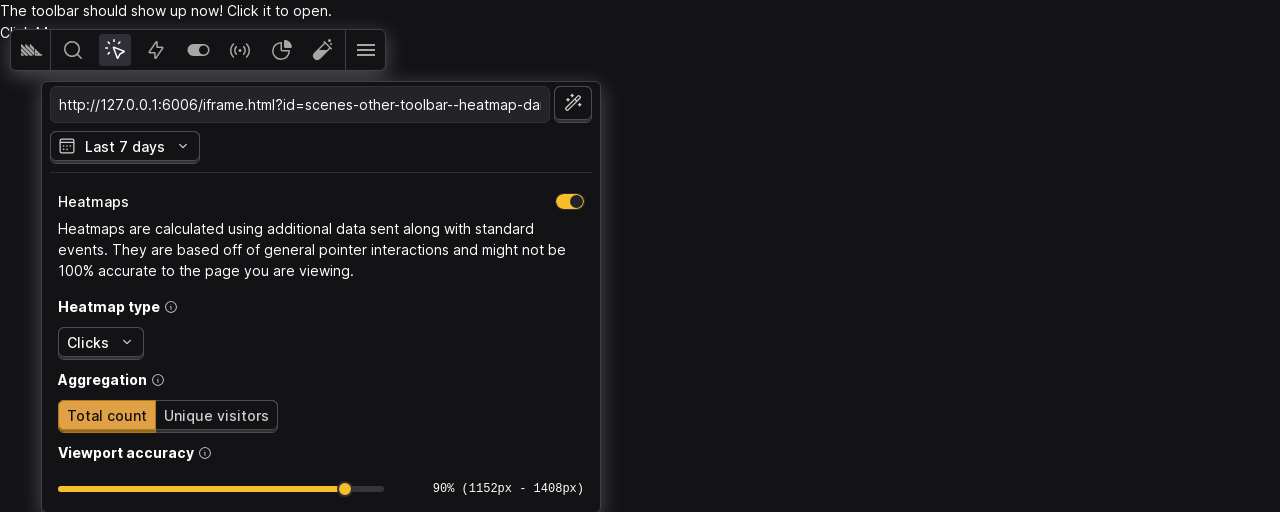 The toolbar should show up now! Click it to open.
http://127.0.0.1:6006/iframe.html?id=scenes-other-toolbar--heatmap-da
Last 7 days
Heatmaps
Heatmaps are calculated using additional data sent along with standard
events. They are based off of general pointer interactions and might not be
100% accurate to the page you are viewing.
Heatmap type
Clicks
Aggregation
Total count Unique visitors
Viewport accuracy
90% (1152px - 1408px)